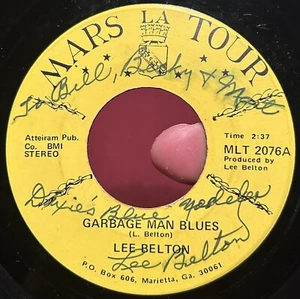 MARS LA TOUR
To Bill, Becky &
Atteiram Pub.
Co. BMI
STEREO
Time 2:37
MLT 2076A
Produced by
Lee Belton
Dixie's Blue Yodeler
GARBAGE MAN BLUES
(L. Belton)
LEE BELTON
Lee Belton
P. O. Box 606, Marietta, Ga. 30061